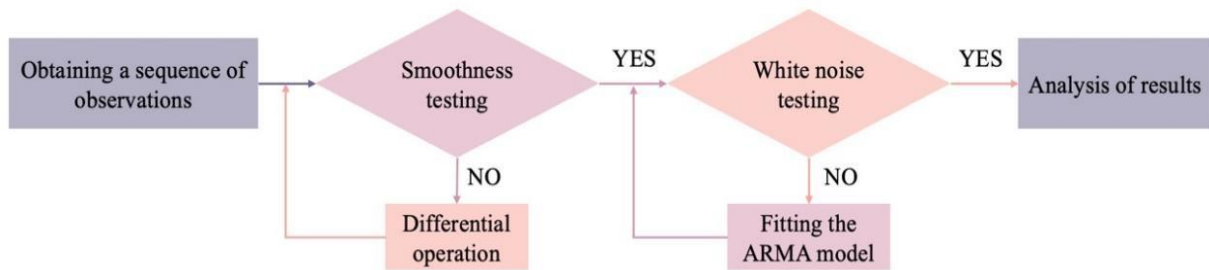 Obtaining a sequence of
observations
Smoothness
testing
YES
White noise
testing
YES
Analysis of results
NO
Differential
operation
NO
Fitting the
ARMA model